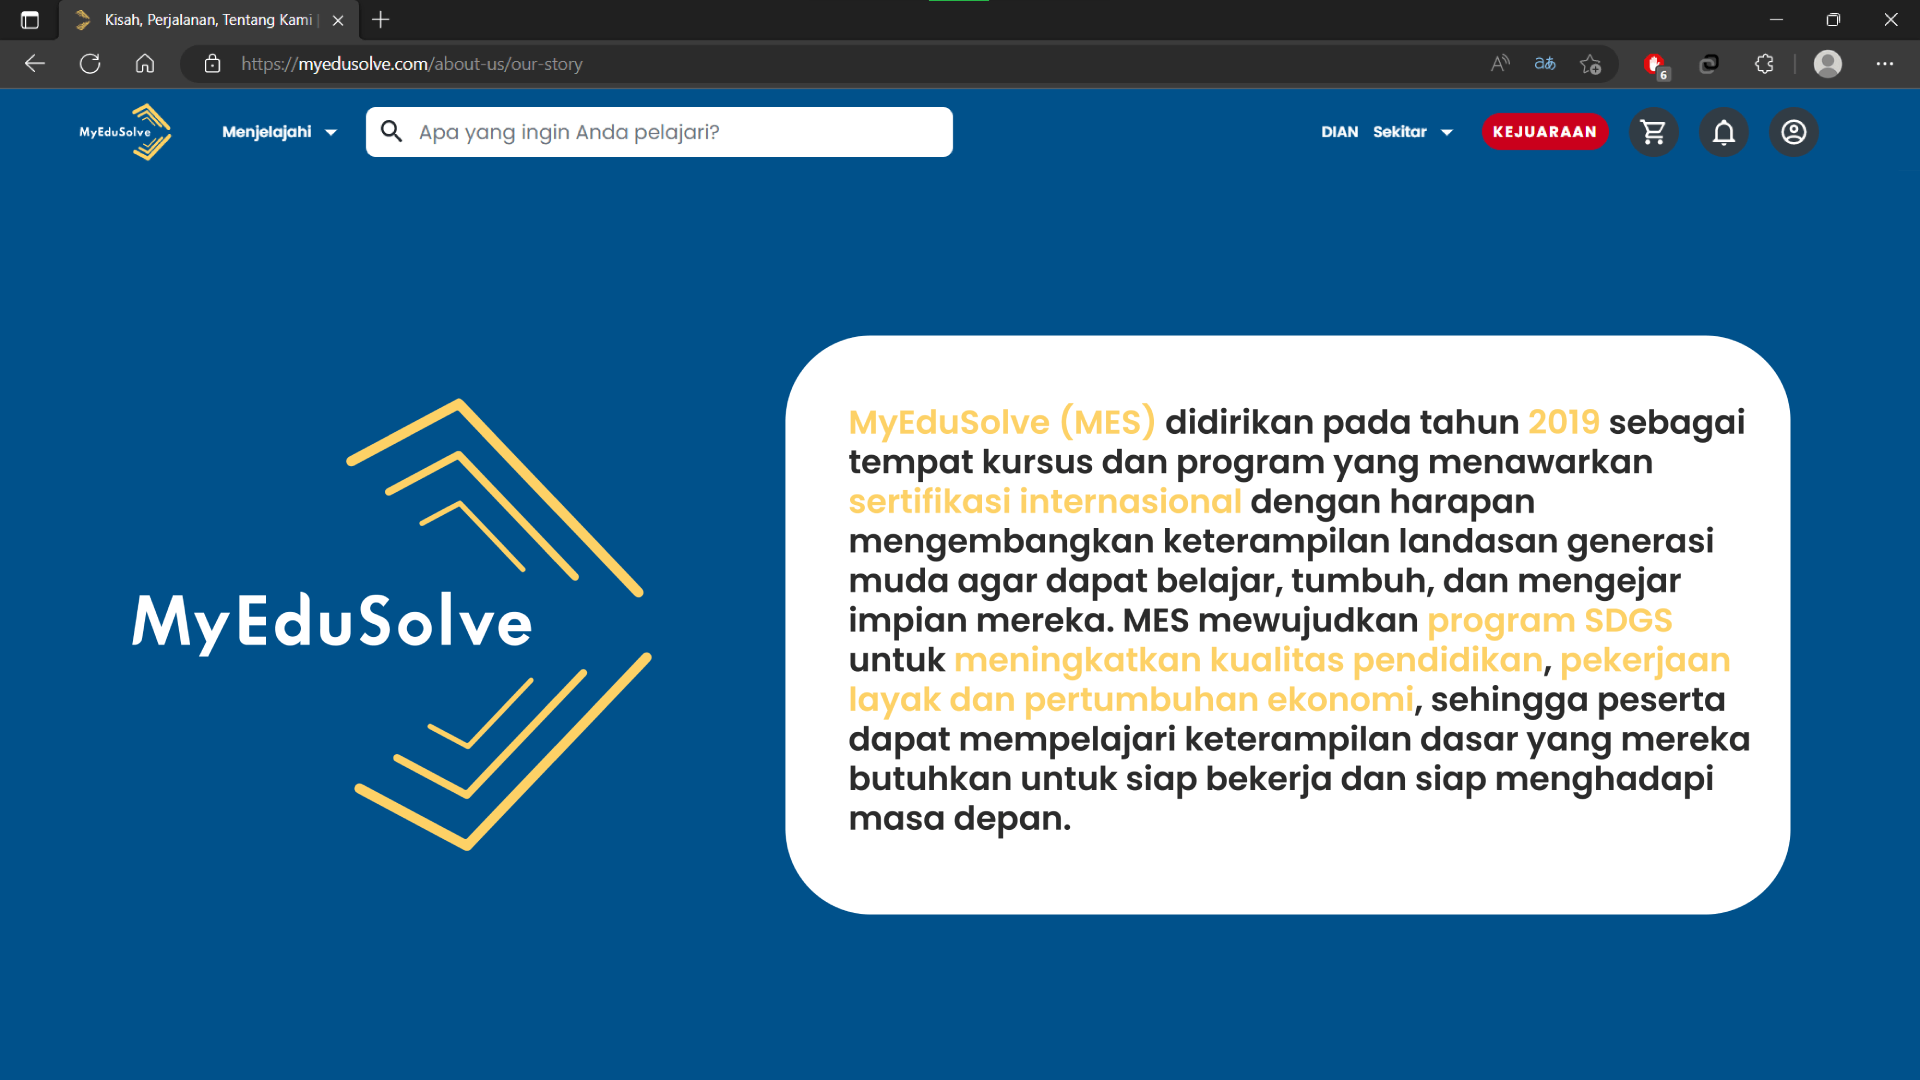 Kisah, Perjalanan, Tentang Kami |
https://myedusolve.com/about-us/our-story
aあ
6
MyEduSolve
Menjelajahi
Apa yang ingin Anda pelajari?
DIAN
Sekitar
KEJUARAAN
MyEduSolve
MyEduSolve (MES) didirikan pada tahun 2019 sebagai
tempat kursus dan program yang menawarkan
sertifikasi internasional dengan harapan
mengembangkan keterampilan landasan generasi
muda agar dapat belajar, tumbuh, dan mengejar
impian mereka. MES mewujudkan program SDGS
untuk meningkatkan kualitas pendidikan, pekerjaan
layak dan pertumbuhan ekonomi, sehingga peserta
dapat mempelajari keterampilan dasar yang mereka
butuhkan untuk siap bekerja dan siap menghadapi
masa depan.